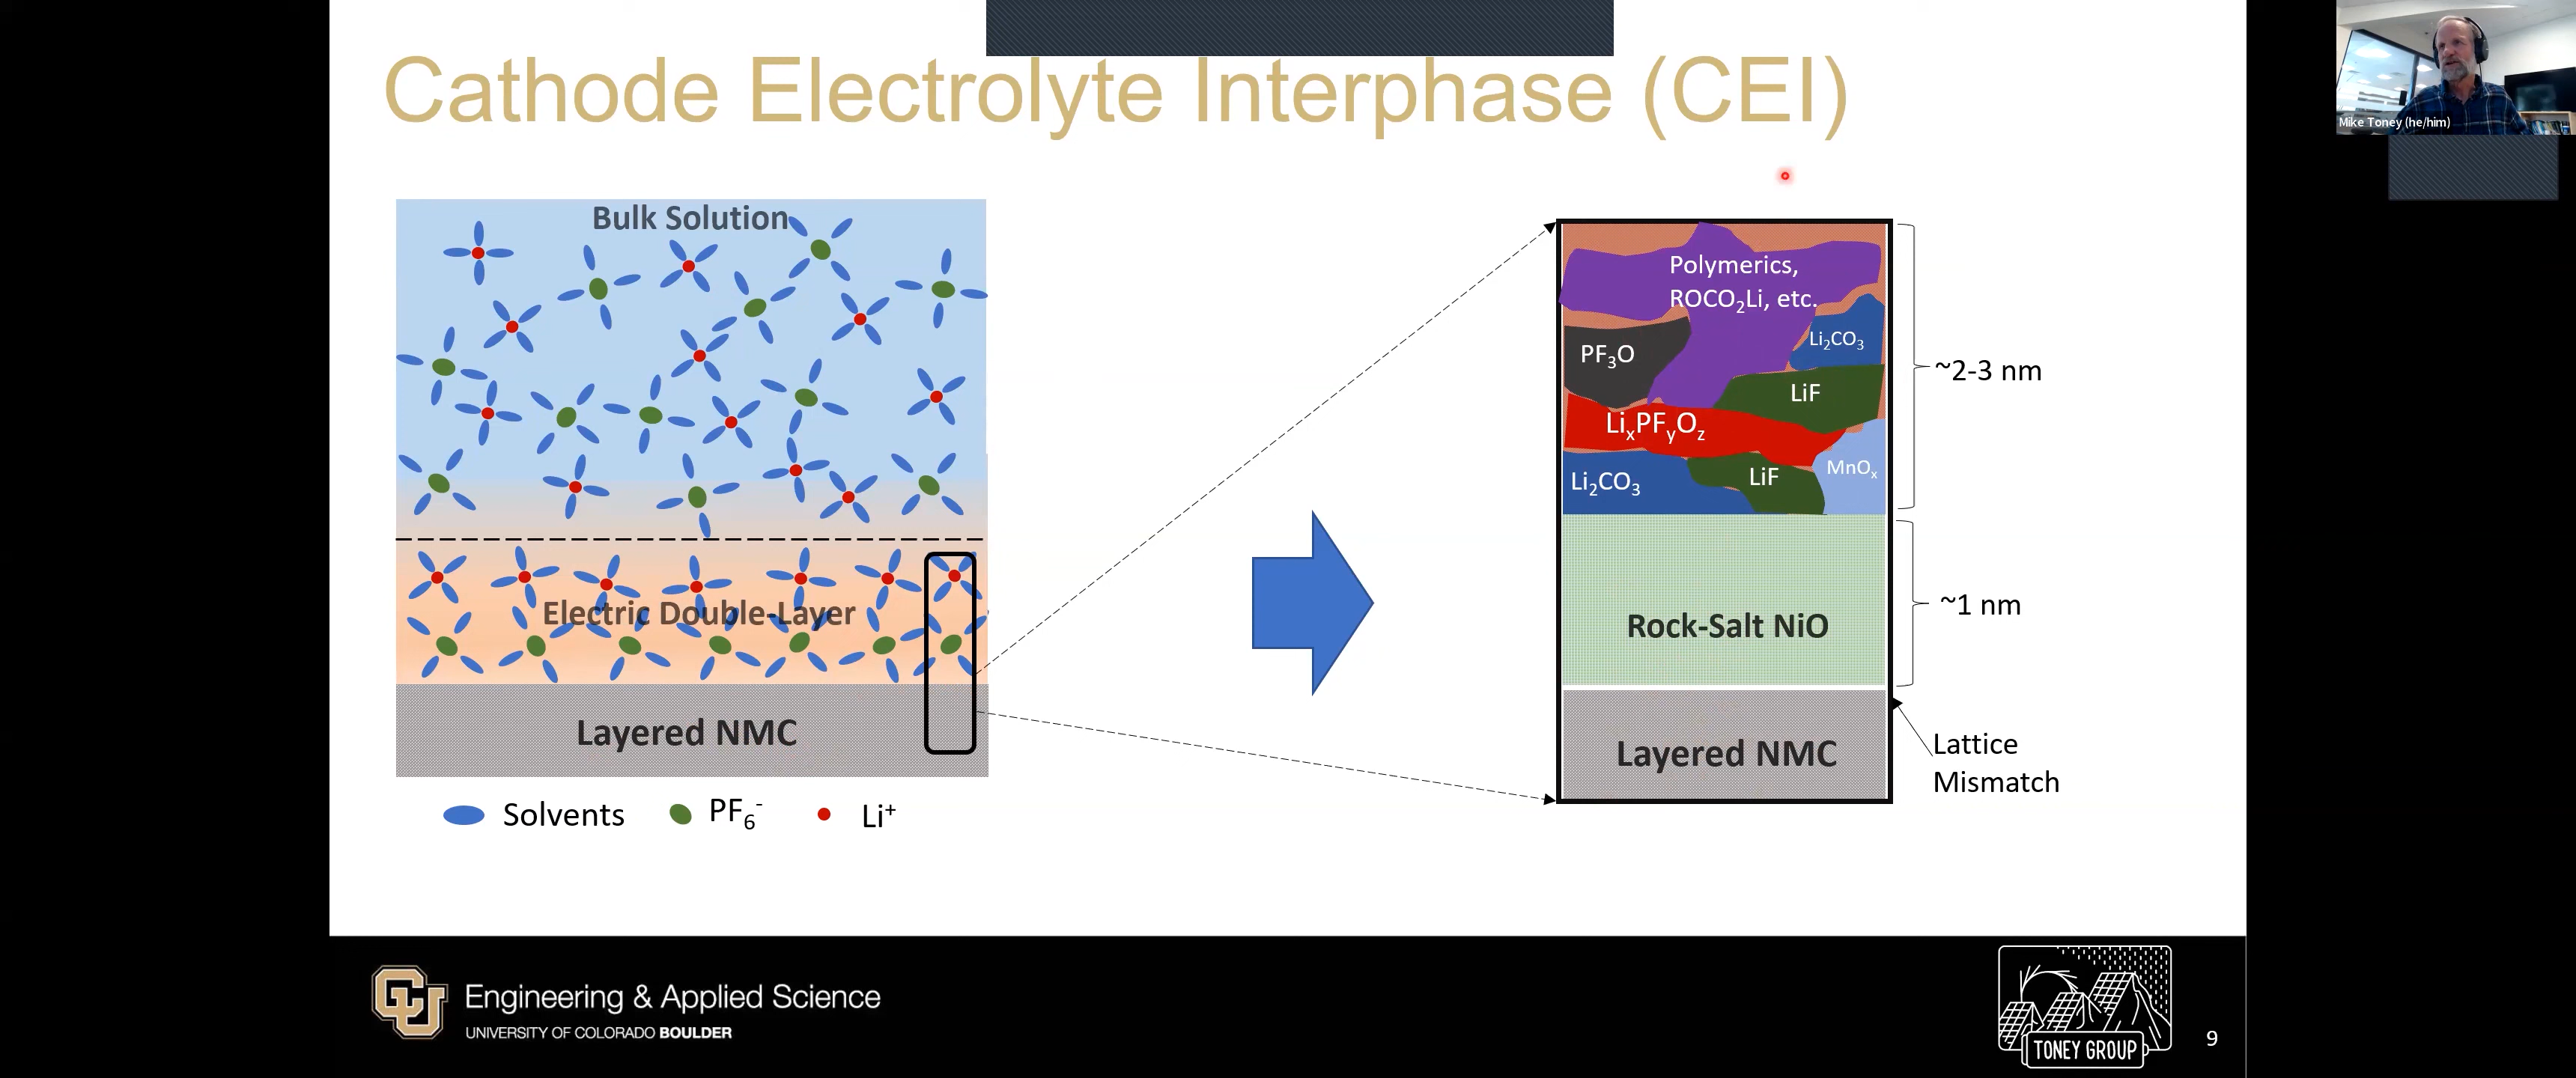 Cathode Electrolyte Interphase (CEI)
Mike Toney (he/him)
Bulk Solution
Electric Double-Layer
Layered NMC
Solvents
PF₆⁻
Li⁺
Polymerics,
ROCO₂Li, etc.
PF₃O
Li₂CO₃
LiF
LiₓPFᵧO_z
Li₂CO₃
LiF
MnOₓ
~2-3 nm
Rock-Salt NiO
~1 nm
Layered NMC
Lattice
Mismatch
CU
Engineering & Applied Science
UNIVERSITY OF COLORADO BOULDER
TONEY GROUP
9